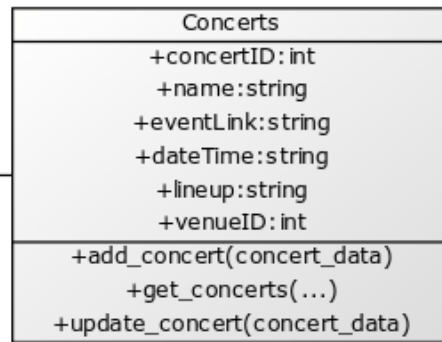 Concerts
+concertID:int
+name:string
+eventLink:string
+dateTime:string
+lineup:string
+venueID:int
+add_concert(concert_data)
+get_concerts(...)
+update_concert(concert_data)